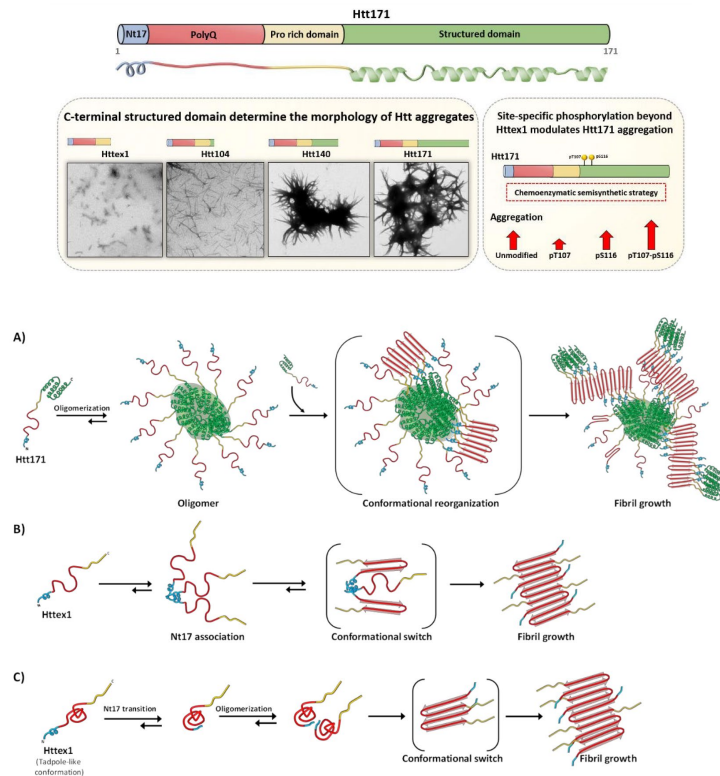 Htt171
Nt17 PolyQ Pro rich domain Structured domain
1 171
C-terminal structured domain determine the morphology of Htt aggregates
Httex1 Htt104 Htt140 Htt171
Site-specific phosphorylation beyond
Httex1 modulates Htt171 aggregation
pT107 pS116
Htt171
Chemoenzymatic semisynthetic strategy
Aggregation
Unmodified pT107 pS116 pT107-pS116
A)
Oligomerization
Htt171
Oligomer Conformational reorganization Fibril growth
B)
Httex1
Nt17 association Conformational switch Fibril growth
C)
Nt17 transition Oligomerization
Httex1
(Tadpole-like
conformation)
Conformational switch Fibril growth